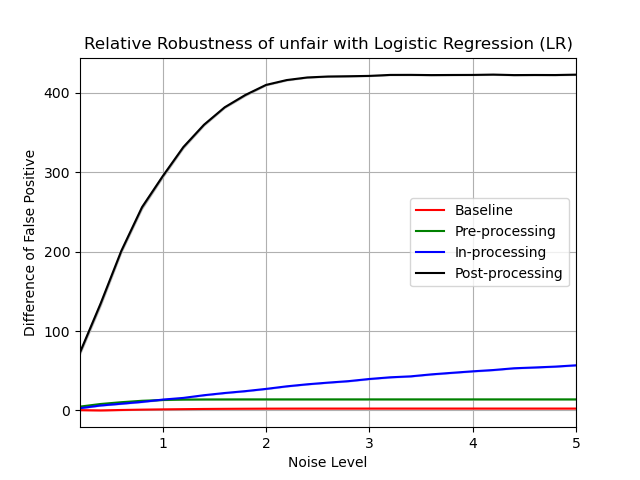 Relative Robustness of unfair with Logistic Regression (LR)
Difference of False Positive
400
300
200
100
0
Baseline
Pre-processing
In-processing
Post-processing
1 2 3 4 5
Noise Level